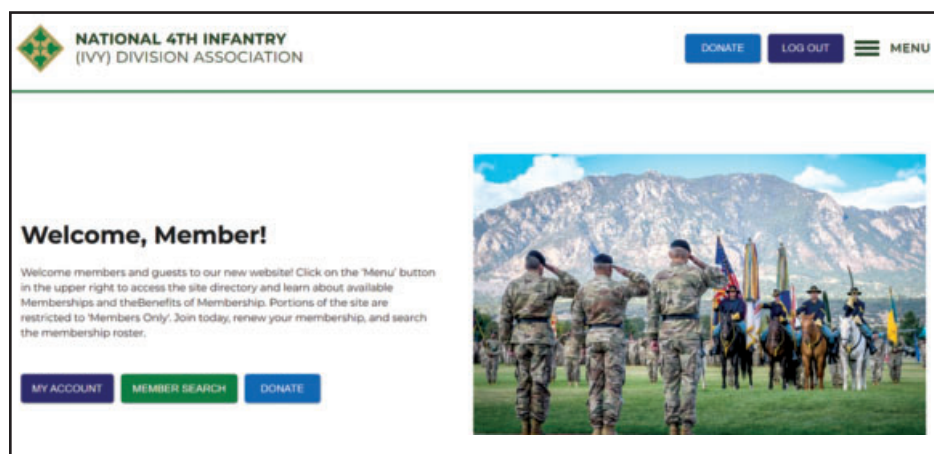 NATIONAL 4TH INFANTRY
(IVY) DIVISION ASSOCIATION
DONATE
LOG OUT
MENU
Welcome, Member!
Welcome members and guests to our new website! Click on the 'Menu' button
in the upper right to access the site directory and learn about available
Memberships and theBenefits of Membership. Portions of the site are
restricted to 'Members Only'. Join today, renew your membership, and search
the membership roster.
MY ACCOUNT
MEMBER SEARCH
DONATE